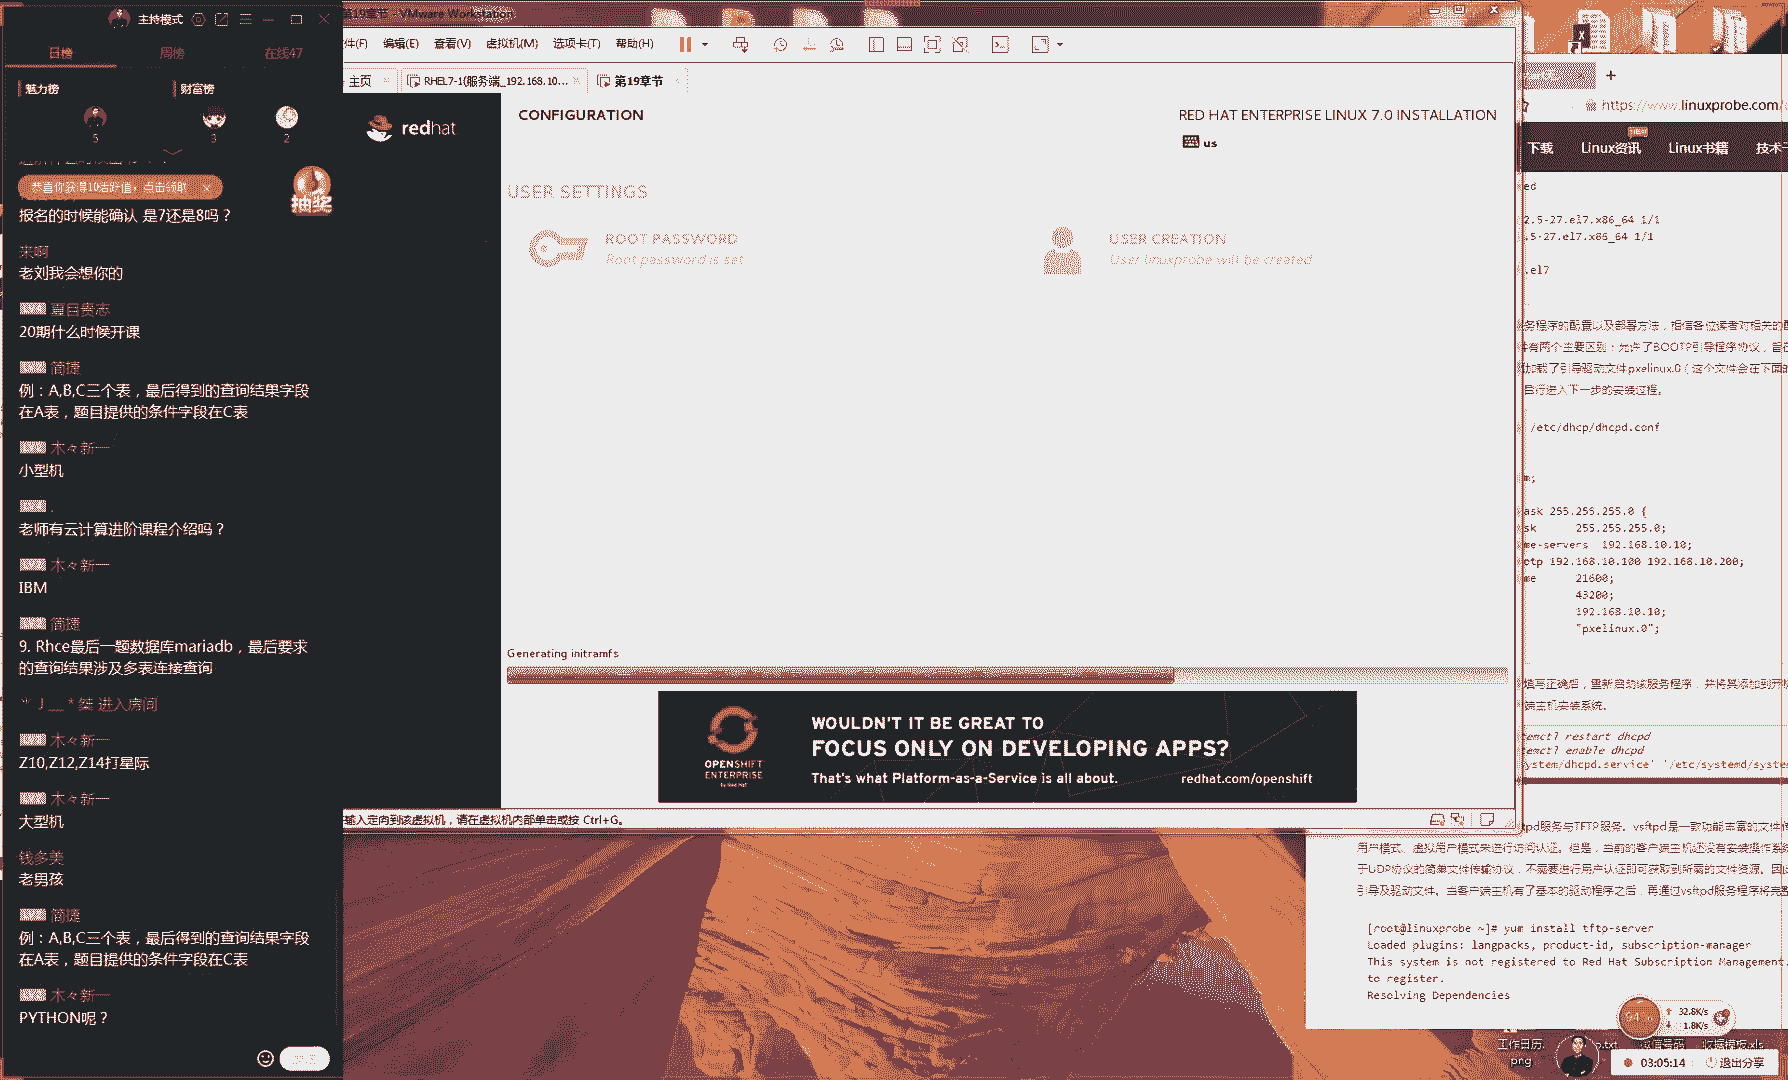 主持模式
日榜
周榜
在线47
魅力榜
财富榜
5
3
2
恭喜你获得10活跃值，点击领取
抽奖
报名的时候能确认 是7还是8吗？
来啊
老刘我会想你的
夏目贵志
20期什么时候开课
简捷
例：A,B,C三个表，最后得到的查询结果字段
在A表，题目提供的条件字段在C表
木々新一
小型机
老师有云计算进阶课程介绍吗？
木々新一
IBM
简捷
9. Rhce最后一题数据库mariadb，最后要求
的查询结果涉及多表连接查询
进入房间
木々新一
Z10,Z12,Z14打星际
木々新一
大型机
钱多美
老男孩
简捷
例：A,B,C三个表，最后得到的查询结果字段
在A表，题目提供的条件字段在C表
木々新一
PYTHON呢？
第19章节 - VMware Workstation
件(F) 编辑(E) 查看(V) 虚拟机(M) 选项卡(T) 帮助(H)
主页
RHEL7-1(服务端_192.168.10...
第19章节
redhat
CONFIGURATION
RED HAT ENTERPRISE LINUX 7.0 INSTALLATION
us
USER SETTINGS
ROOT PASSWORD
Root password is set
USER CREATION
User linuxprobe will be created
Generating initramfs
OPENSHIFT
ENTERPRISE
by Red Hat
WOULDN'T IT BE GREAT TO
FOCUS ONLY ON DEVELOPING APPS?
That's what Platform-as-a-Service is all about.
redhat.com/openshift
输入定向到该虚拟机，请在虚拟机内部单击或按 Ctrl+G。
https://www.linuxprobe.com/
下载 Linux资讯 Linux书籍 技术干
ed
2.5-27.el7.x86_64 1/1
.5-27.el7.x86_64 1/1
.el7
务程序的配置以及部署方法，相信各位读者对相关的配
件有两个主要区别：允许了BOOTP引导程序协议，旨在
加载了引导驱动文件pxelinux.0（这个文件会在下面的
自行进入下一步的安装过程。
/etc/dhcp/dhcpd.conf
m;
ask 255.255.255.0 {
sk 255.255.255.0;
me-servers 192.168.10.10;
otp 192.168.10.100 192.168.10.200;
me 21600;
43200;
192.168.10.10;
"pxelinux.0";
填写正确后，重新启动该服务程序，并将其添加到开机
端主机安装系统。
temctl restart dhcpd
temctl enable dhcpd
ystem/dhcpd.service' '/etc/systemd/syste
tpd服务与TFTP服务。vsftpd是一款功能丰富的文件传
用户模式、虚拟用户模式来进行访问认证。但是，当前的客户端主机还没有安装操作系统
于UDP协议的简单文件传输协议，不需要进行用户认证即可获取到所需的文件资源。因此
引导及驱动文件。当客户端主机有了基本的驱动程序之后，再通过vsftpd服务程序将完整
[root@linuxprobe ~]# yum install tftp-server
Loaded plugins: langpacks, product-id, subscription-manager
This system is not registered to Red Hat Subscription Management.
to register.
Resolving Dependencies
94%
32.8K/s
1.8K/s
工作日历.
png
收据模板.xls
03:05:14
退出分享